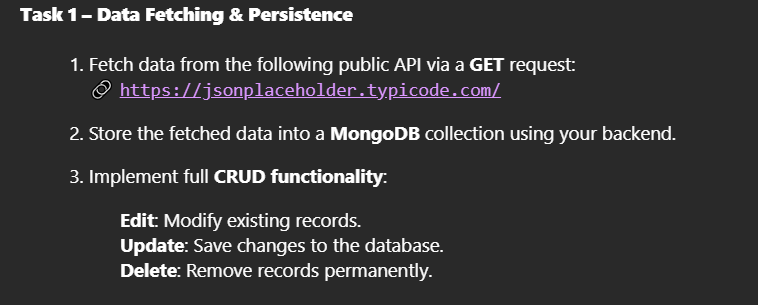 Task 1 – Data Fetching & Persistence
1. Fetch data from the following public API via a GET request:
https://jsonplaceholder.typicode.com/
2. Store the fetched data into a MongoDB collection using your backend.
3. Implement full CRUD functionality:
Edit: Modify existing records.
Update: Save changes to the database.
Delete: Remove records permanently.